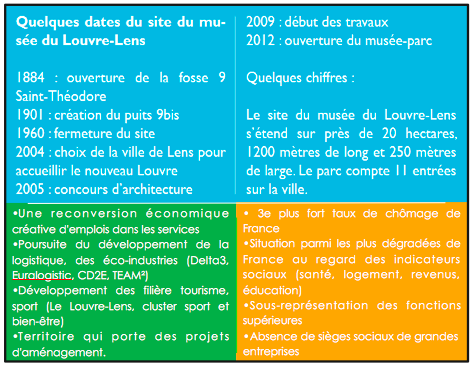 Quelques dates du site du mu-
sée du Louvre-Lens
1884 : ouverture de la fosse 9
Saint-Théodore
1901 : création du puits 9bis
1960 : fermeture du site
2004 : choix de la ville de Lens pour
accueillir le nouveau Louvre
2005 : concours d'architecture
2009 : début des travaux
2012 : ouverture du musée-parc
Quelques chiffres :
Le site du musée du Louvre-Lens
s'étend sur près de 20 hectares,
1200 mètres de long et 250 mètres
de large. Le parc compte 11 entrées
sur la ville.
•Une reconversion économique
créative d'emplois dans les services
•Poursuite du développement de la
logistique, des éco-industries (Delta3,
Euralogistic, CD2E, TEAM²)
•Développement des filière tourisme,
sport (Le Louvre-Lens, cluster sport et
bien-être)
•Territoire qui porte des projets
d'aménagement.
• 3e plus fort taux de chômage de
France
•Situation parmi les plus dégradées de
France au regard des indicateurs
sociaux (santé, logement, revenus,
éducation)
•Sous-représentation des fonctions
supérieures
•Absence de sièges sociaux de grandes
entreprises